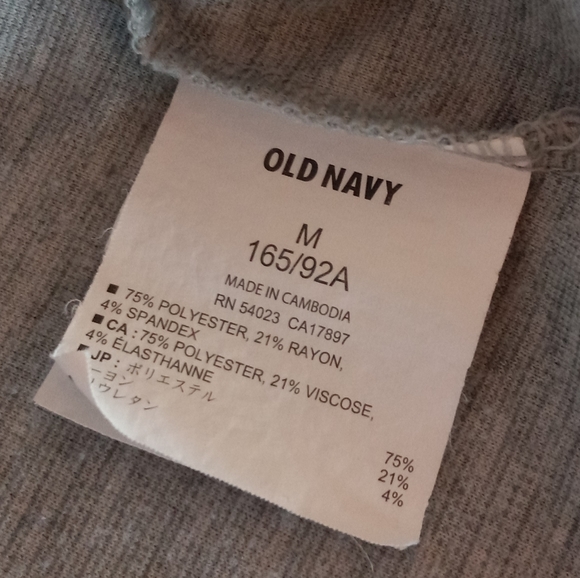 OLD NAVY
M
165/92A
MADE IN CAMBODIA
RN 54023 CA17897
■ 75% POLYESTER, 21% RAYON,
4% SPANDEX
■ CA : 75% POLYESTER, 21% VISCOSE,
4% ÉLASTHANNE
■ JP : ポリエステル 75%
ーヨン 21%
ウレタン 4%